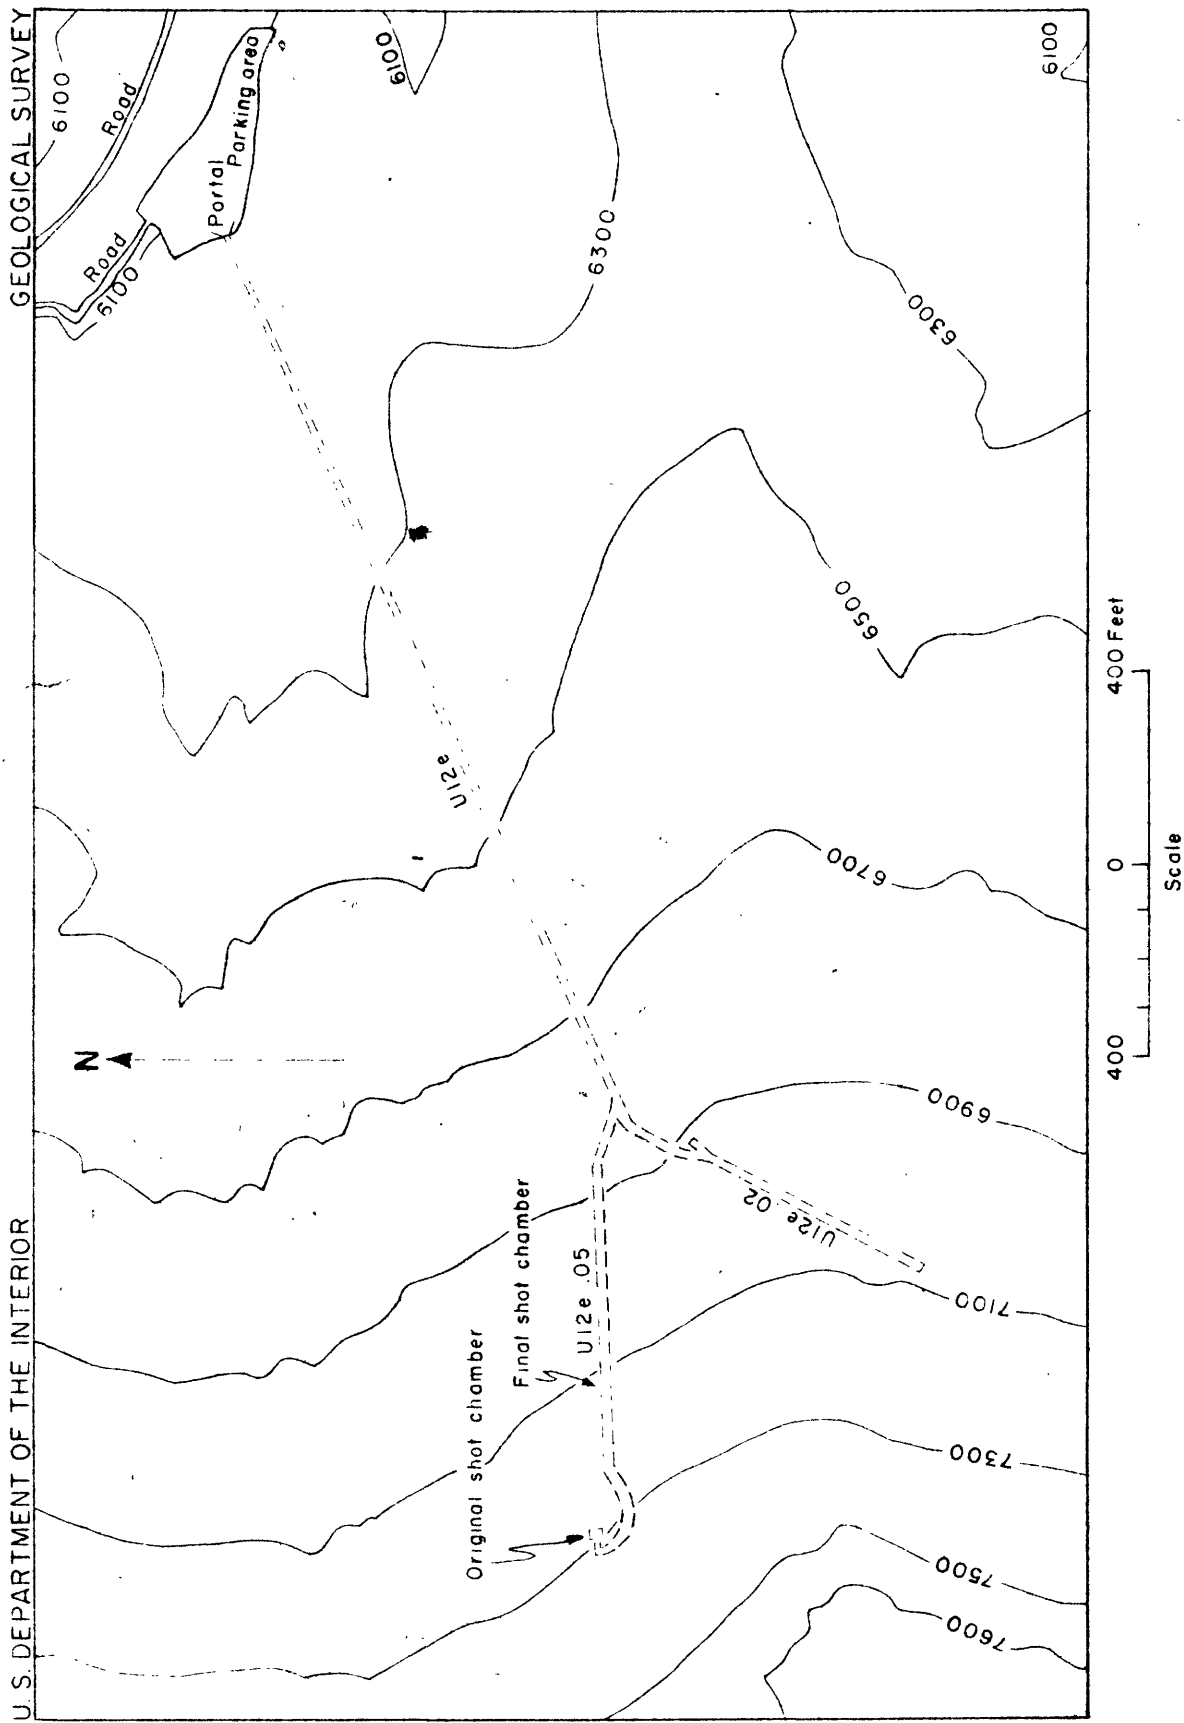 U.S. DEPARTMENT OF THE INTERIOR
GEOLOGICAL SURVEY
6100
Road
Parking area
Portal
Road
6100
6100
6100
6300
6300
U12e
6500
6700
N
6900
U12e .05
U12e 02
Final shot chamber
Original shot chamber
7100
7300
7500
7600
400
0
400 Feet
Scale